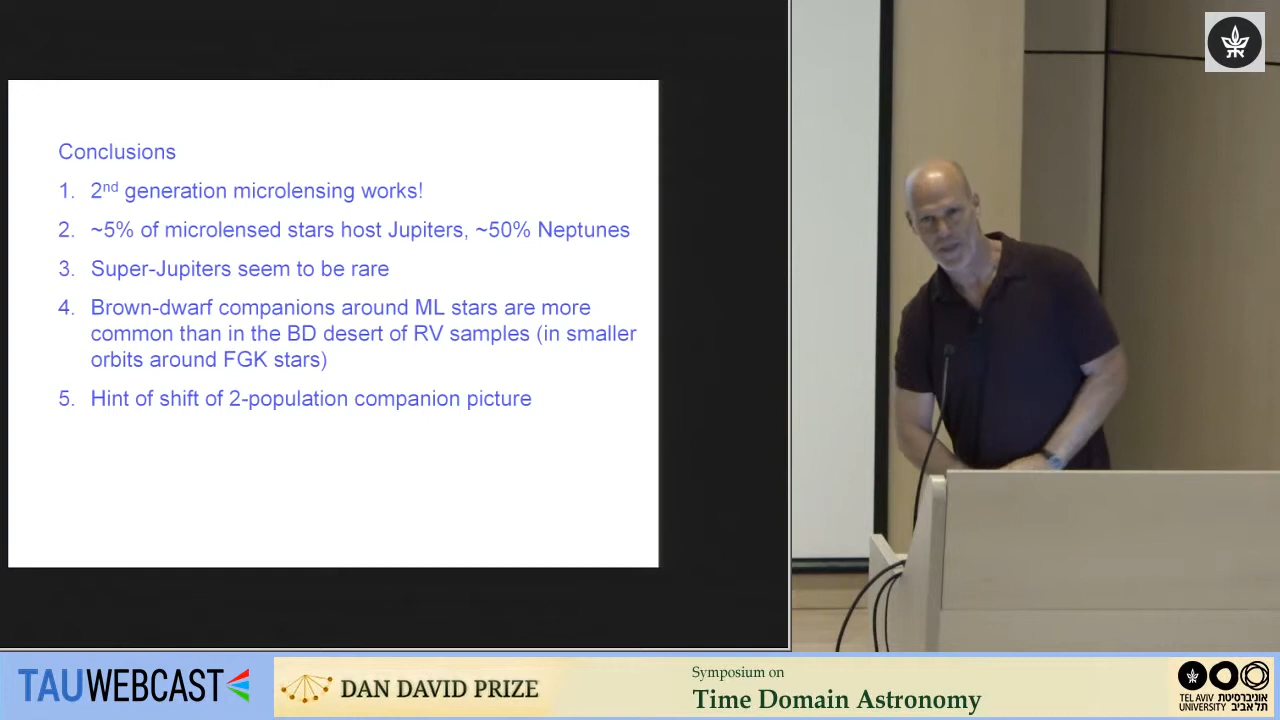 Conclusions
1. 2nd generation microlensing works!
2. ~5% of microlensed stars host Jupiters, ~50% Neptunes
3. Super-Jupiters seem to be rare
4. Brown-dwarf companions around ML stars are more
common than in the BD desert of RV samples (in smaller
orbits around FGK stars)
5. Hint of shift of 2-population companion picture
TAUWEBCAST
DAN DAVID PRIZE
Symposium on
Time Domain Astronomy
TEL AVIV אוניברסיטת
UNIVERSITY תל אביב